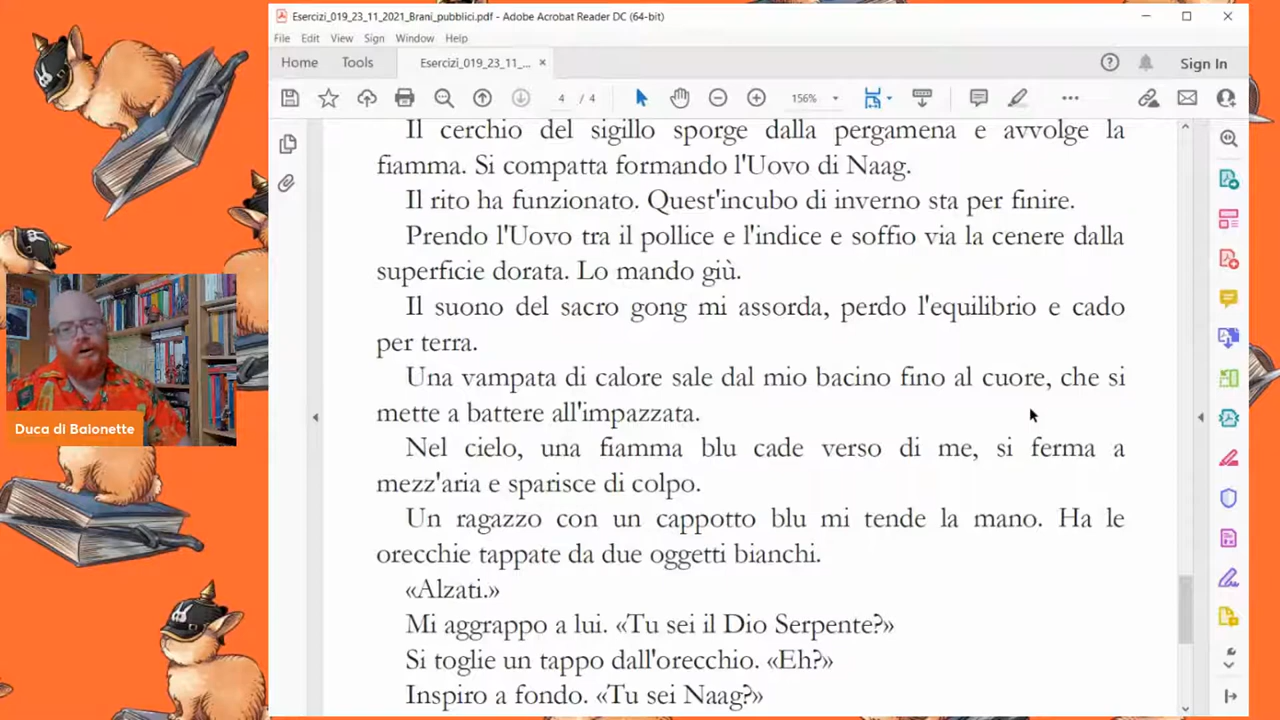 Esercizi_019_23_11_2021_Brani_pubblici.pdf - Adobe Acrobat Reader DC (64-bit)
File Edit View Sign Window Help
Home Tools Esercizi_019_23_11_... × Sign In
4 / 4 156%
Il cerchio del sigillo sporge dalla pergamena e avvolge la
fiamma. Si compatta formando l'Uovo di Naag.
Il rito ha funzionato. Quest'incubo di inverno sta per finire.
Prendo l'Uovo tra il pollice e l'indice e soffio via la cenere dalla
superficie dorata. Lo mando giù.
Il suono del sacro gong mi assorda, perdo l'equilibrio e cado
per terra.
Una vampata di calore sale dal mio bacino fino al cuore, che si
mette a battere all'impazzata.
Nel cielo, una fiamma blu cade verso di me, si ferma a
mezz'aria e sparisce di colpo.
Un ragazzo con un cappotto blu mi tende la mano. Ha le
orecchie tappate da due oggetti bianchi.
«Alzati.»
Mi aggrappo a lui. «Tu sei il Dio Serpente?»
Si toglie un tappo dall'orecchio. «Eh?»
Inspiro a fondo. «Tu sei Naag?»
Duca di Baionette